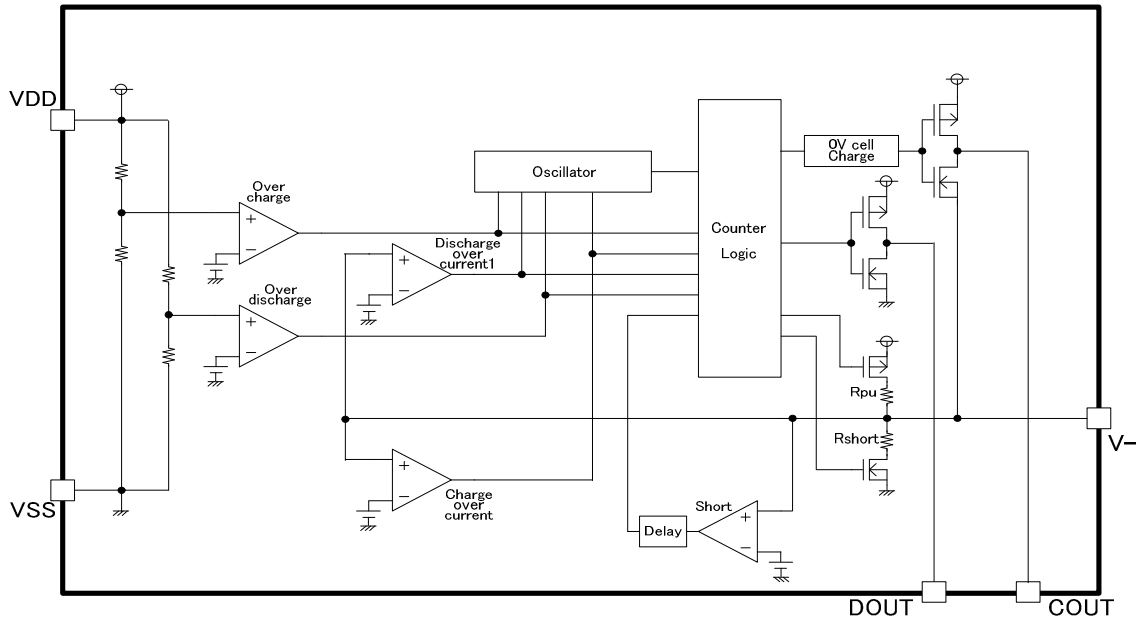 VDD
Over
charge
Oscillator
0V cell
Charge
Discharge
over
current1
Counter
Logic
Over
discharge
Rpu
Rshort
V-
VSS
Charge
over
current
Short
Delay
DOUT
COUT
+
-
+
-
+
-
+
-
+
-